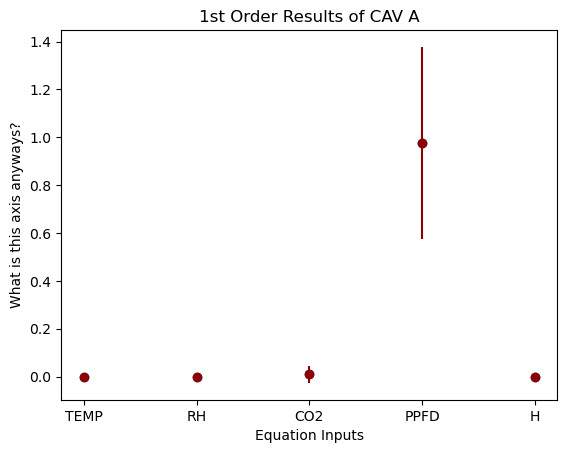 1st Order Results of CAV A
What is this axis anyways?
1.4
1.2
1.0
0.8
0.6
0.4
0.2
0.0
TEMP RH CO2 PPFD H
Equation Inputs